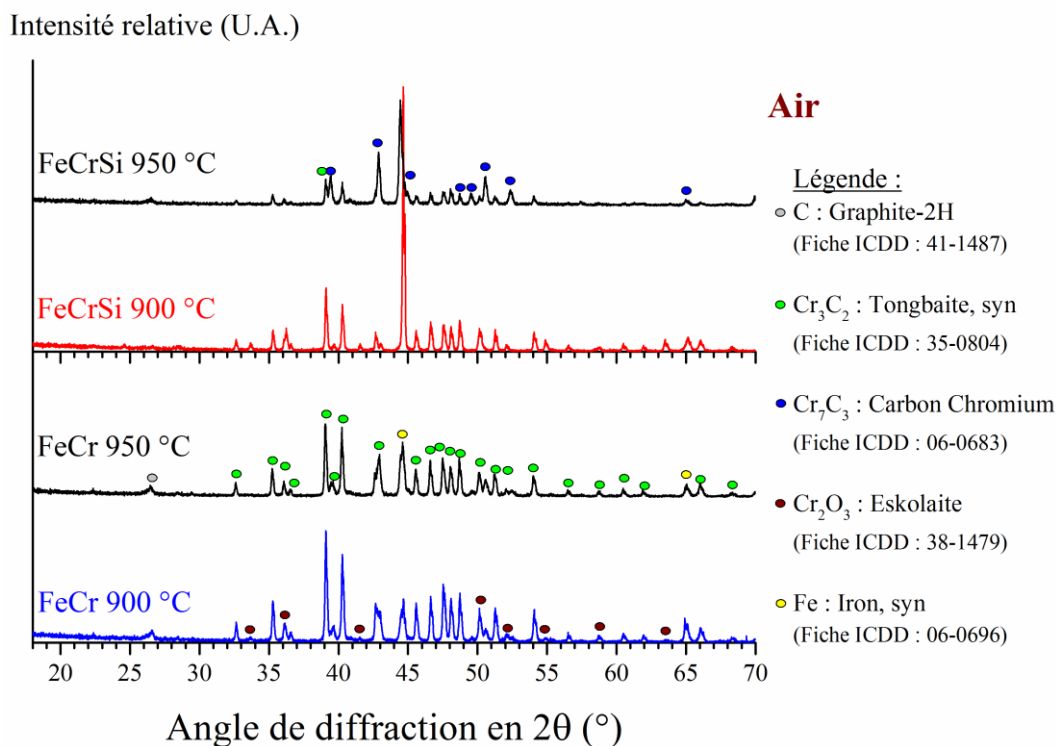 Intensité relative (U.A.)
Air
FeCrSi 950 °C
Légende :
C : Graphite-2H
(Fiche ICDD : 41-1487)
FeCrSi 900 °C
Cr₃C₂ : Tongbaite, syn
(Fiche ICDD : 35-0804)
FeCr 950 °C
Cr₇C₃ : Carbon Chromium
(Fiche ICDD : 06-0683)
Cr₂O₃ : Eskolaite
(Fiche ICDD : 38-1479)
FeCr 900 °C
Fe : Iron, syn
(Fiche ICDD : 06-0696)
20 25 30 35 40 45 50 55 60 65 70
Angle de diffraction en 2θ (°)